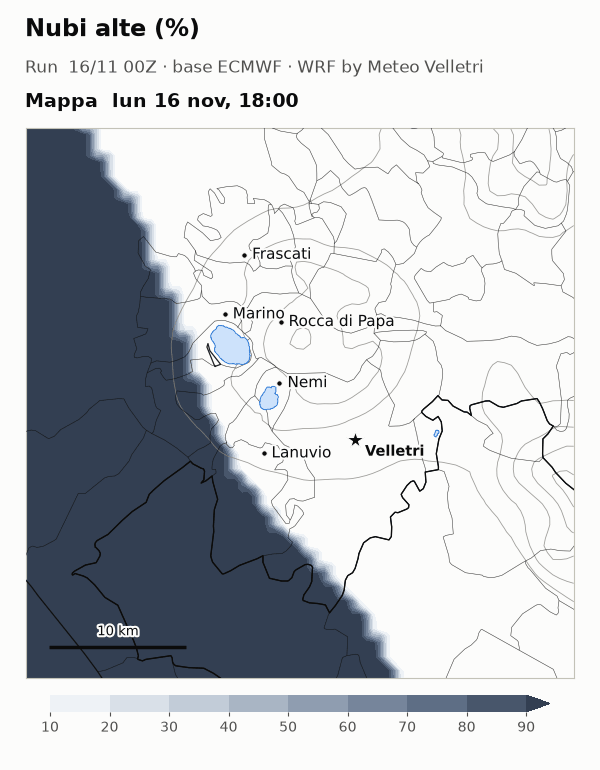 Nubi alte (%)
Run  16/11 00Z · base ECMWF · WRF by Meteo Velletri
Mappa  lun 16 nov, 18:00
Frascati
Marino
Rocca di Papa
Nemi
Velletri
Lanuvio
10 km
10 20 30 40 50 60 70 80 90